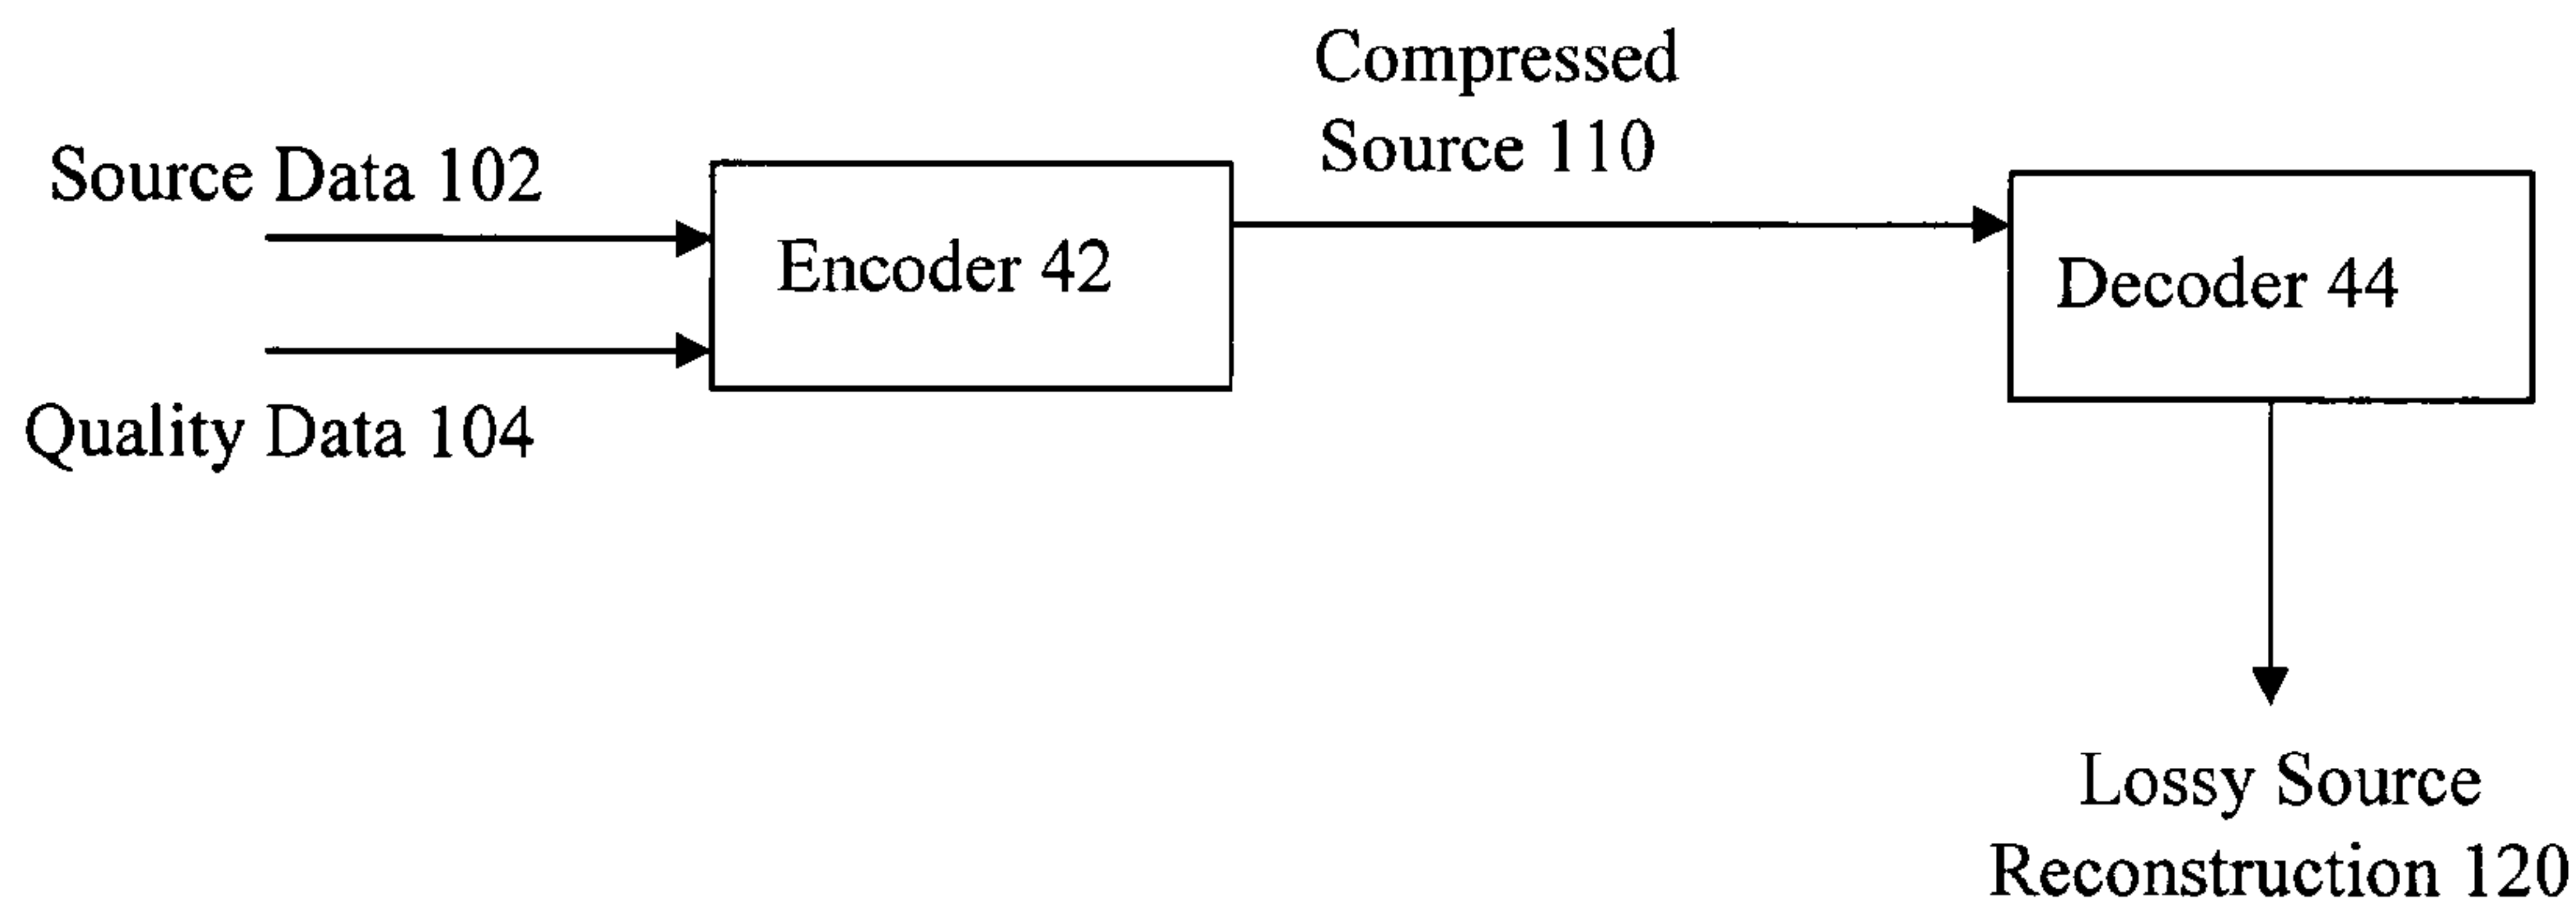 Compressed
Source 110
Source Data 102
Encoder 42
Decoder 44
Quality Data 104
Lossy Source
Reconstruction 120